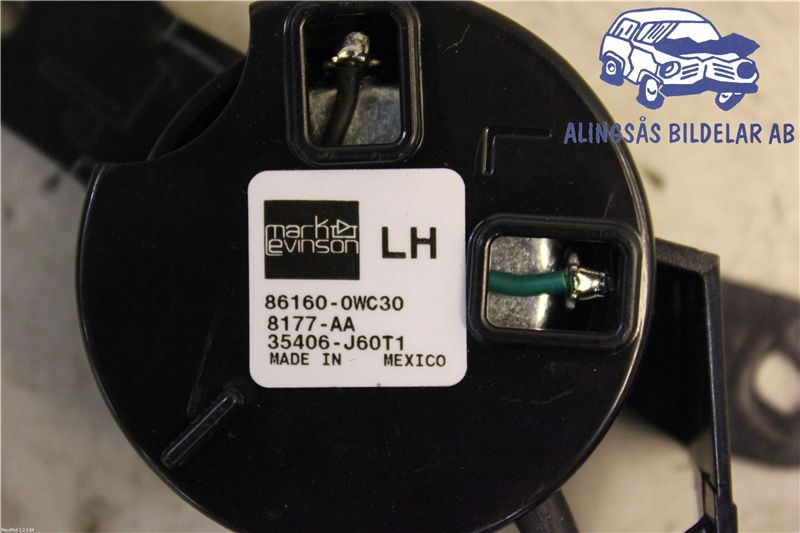 ALINGSÅS BILDELAR AB
mark
levinson
LH
86160-0WC30
8177-AA
35406-J60T1
MADE IN MEXICO